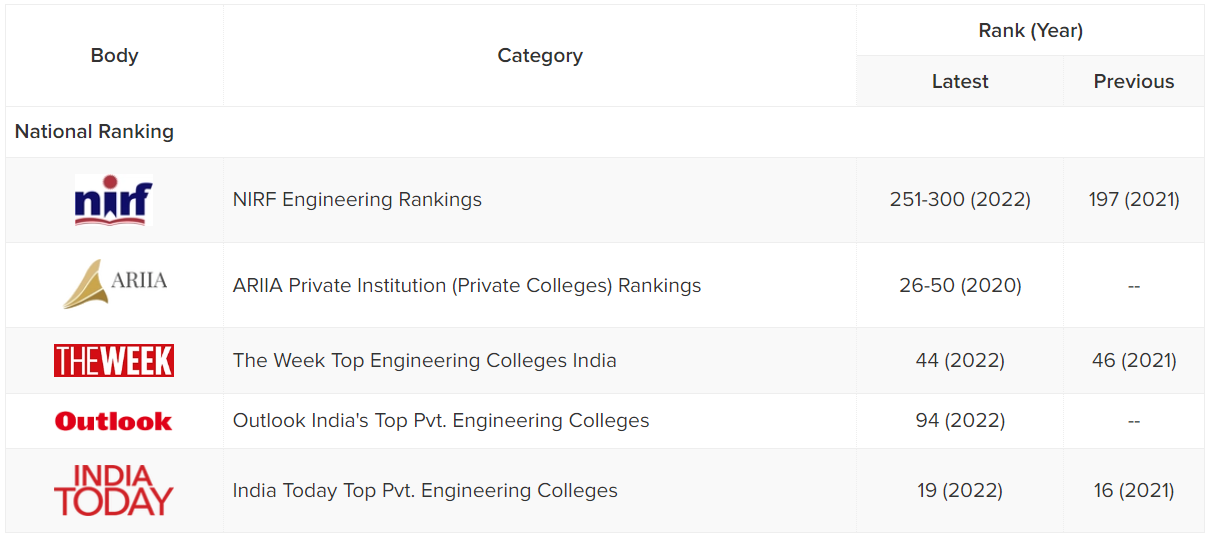 Body
Category
Rank (Year)
Latest
Previous
National Ranking
nirf
NIRF Engineering Rankings
251-300 (2022)
197 (2021)
ARIIA
ARIIA Private Institution (Private Colleges) Rankings
26-50 (2020)
--
THE WEEK
The Week Top Engineering Colleges India
44 (2022)
46 (2021)
Outlook
Outlook India's Top Pvt. Engineering Colleges
94 (2022)
--
INDIA
TODAY
India Today Top Pvt. Engineering Colleges
19 (2022)
16 (2021)